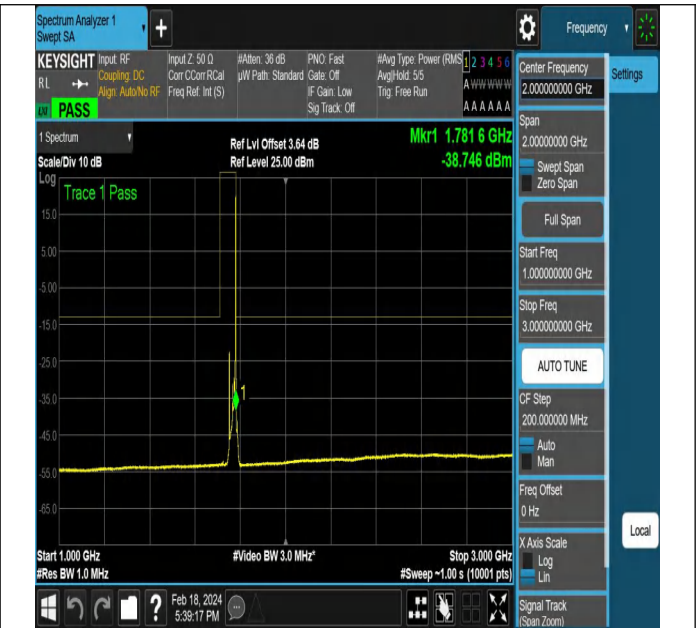 Spectrum Analyzer 1
Swept SA
+
Frequency
KEYSIGHT
RL
PASS
Input: RF
Coupling: DC
Align: Auto/No RF
Input Z: 50 Ω
Corr CCorr RCal
Freq Ref: Int (S)
#Atten: 36 dB
µW Path: Standard
PNO: Fast
Gate: Off
IF Gain: Low
Sig Track: Off
#Avg Type: Power (RMS
Avg|Hold: 5/5
Trig: Free Run
1 2 3 4 5 6
A W W W W W
A A A A A A
Center Frequency
2.000000000 GHz
Settings
Span
2.00000000 GHz
Swept Span
Zero Span
Full Span
Start Freq
1.000000000 GHz
Stop Freq
3.000000000 GHz
AUTO TUNE
CF Step
200.000000 MHz
Auto
Man
Freq Offset
0 Hz
X Axis Scale
Log
Lin
Signal Track
(Span Zoom)
Local
1 Spectrum
Scale/Div 10 dB
Log
Ref Lvl Offset 3.64 dB
Ref Level 25.00 dBm
Mkr1 1.781 6 GHz
-38.746 dBm
Trace 1 Pass
15.0
5.00
-5.00
-15.0
-25.0
-35.0
1
-45.0
-55.0
-65.0
Start 1.000 GHz
#Res BW 1.0 MHz
#Video BW 3.0 MHz*
Stop 3.000 GHz
#Sweep ~1.00 s (10001 pts)
?
Feb 18, 2024
5:39:17 PM